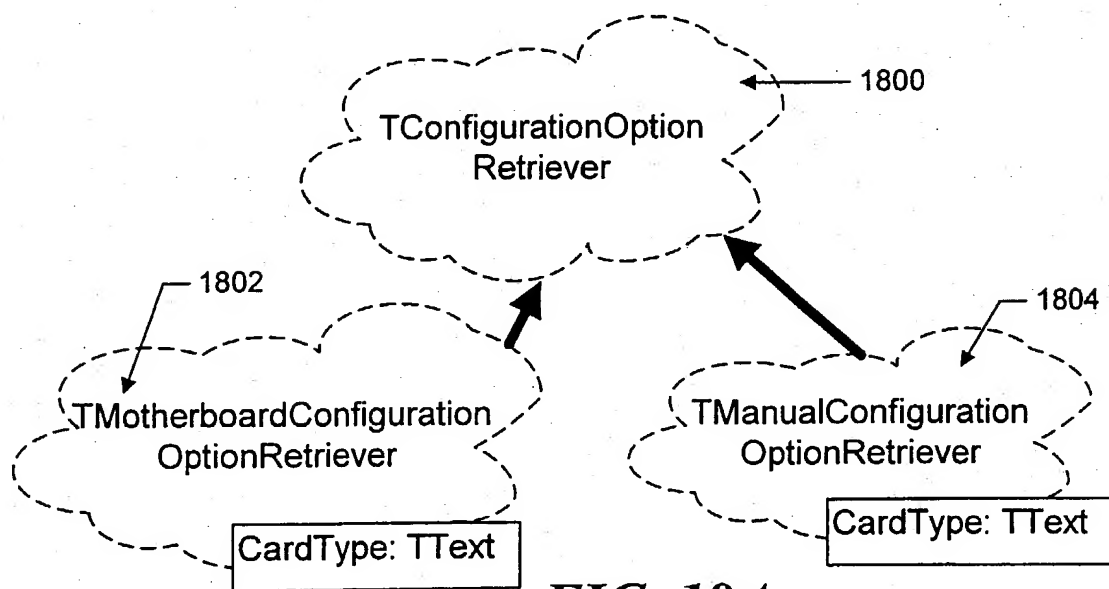 1800
TConfigurationOption
Retriever
1802
1804
TMotherboardConfiguration
OptionRetriever
TManualConfiguration
OptionRetriever
CardType: TText
CardType: TText